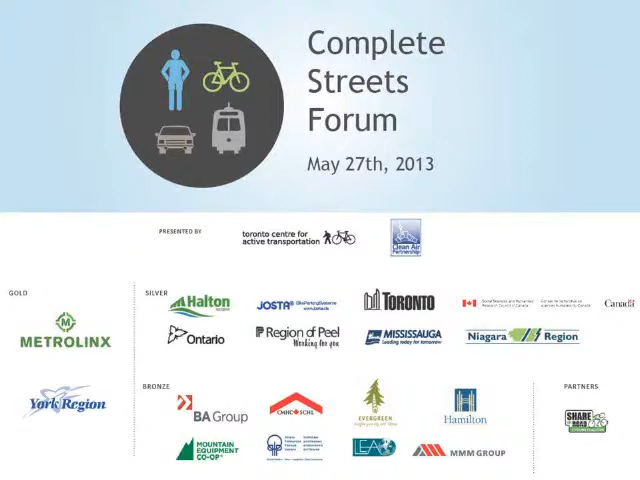 Complete
Streets
Forum
May 27th, 2013
PRESENTED BY
toronto centre for
active transportation
Clean Air
Partnership
GOLD
METROLINX
York Region
SILVER
Halton
JOSTA®
TORONTO
Canada
Ontario
Region of Peel
Working for you
MISSISSAUGA
Leading today for tomorrow
Niagara Region
BRONZE
BA Group
CMHC SCHL
EVERGREEN
Hamilton
MOUNTAIN
EQUIPMENT
CO-OP
LEA
MMM GROUP
PARTNERS
SHARE
THE ROAD